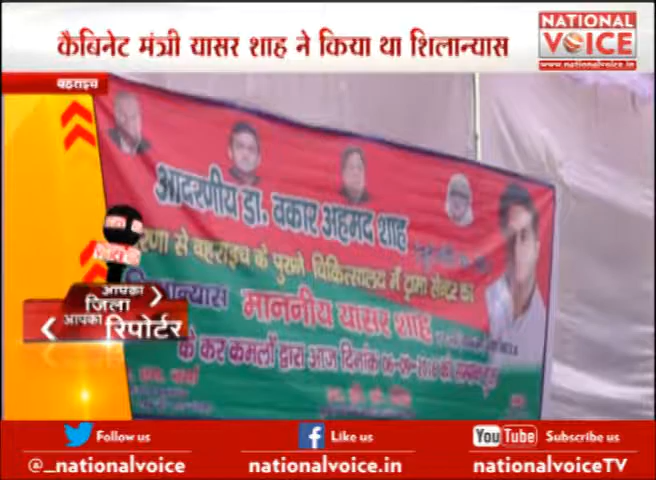 कैबिनेट मंत्री यासर शाह ने किया था शिलान्यास
NATIONAL
VOICE
www.nationalvoice.in
बहराइच
आदरणीय डा. वकार अहमद शाह
से बहराइच के पुरुष चिकित्सालय में ट्रामा सेन्टर का
शिलान्यास माननीय यासर शाह
के कर कमलों द्वारा आज दिनांक
आपका
जिला
आपका
रिपोर्टर
Follow us
@_nationalvoice
Like us
nationalvoice.in
YouTube Subscribe us
nationalvoiceTV